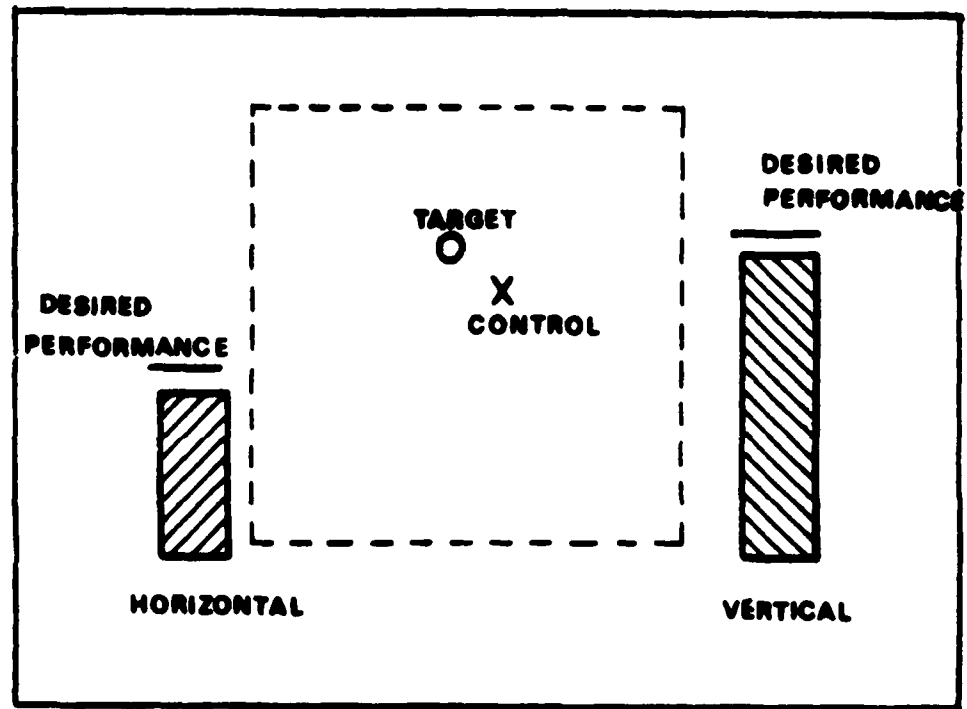 DESIRED
PERFORMANCE
TARGET
O
X
CONTROL
DESIRED
PERFORMANCE
HORIZONTAL
VERTICAL